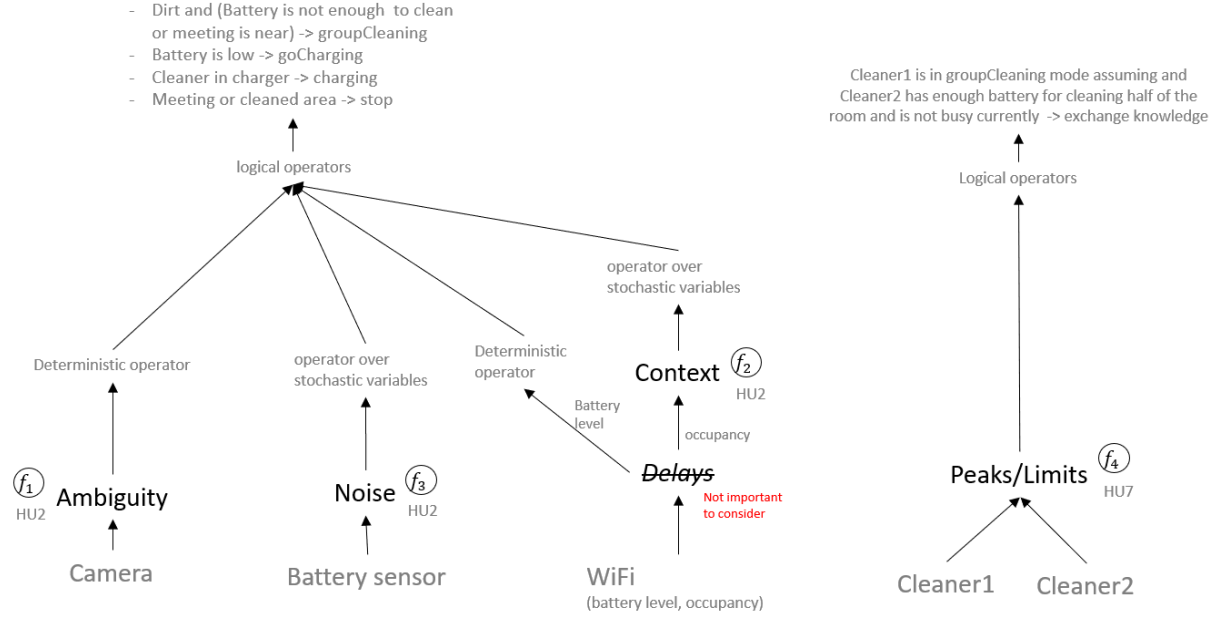 - Dirt and (Battery is not enough to clean
or meeting is near) -> groupCleaning
- Battery is low -> goCharging
- Cleaner in charger -> charging
- Meeting or cleaned area -> stop
Cleaner1 is in groupCleaning mode assuming and
Cleaner2 has enough battery for cleaning half of the
room and is not busy currently -> exchange knowledge
logical operators
Logical operators
operator over
stochastic variables
Deterministic operator
operator over
stochastic variables
Deterministic
operator
Context
f₂
HU2
Battery
level
occupancy
f₁
HU2
Ambiguity
Noise
f₃
HU2
Delays
Not important
to consider
Peaks/Limits
f₄
HU7
Camera
Battery sensor
WiFi
(battery level, occupancy)
Cleaner1
Cleaner2